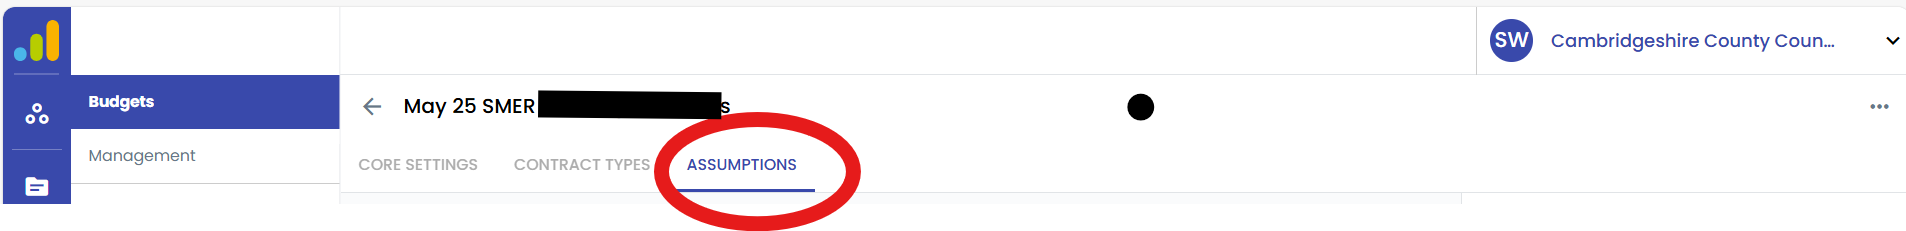 SW Cambridgeshire County Coun...
Budgets
May 25 SMER s
Management
CORE SETTINGS CONTRACT TYPES ASSUMPTIONS